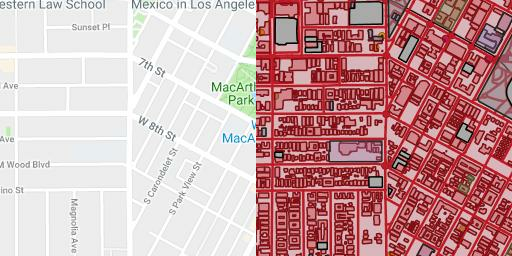 estern Law School
Mexico in Los Angele
Sunset Pl
7th St
l Ave
MacArth
Park
W 8th St
Ave
MacA
M Wood Blvd
S Carondelet St
S Park View St
ino St
Magnolia Ave